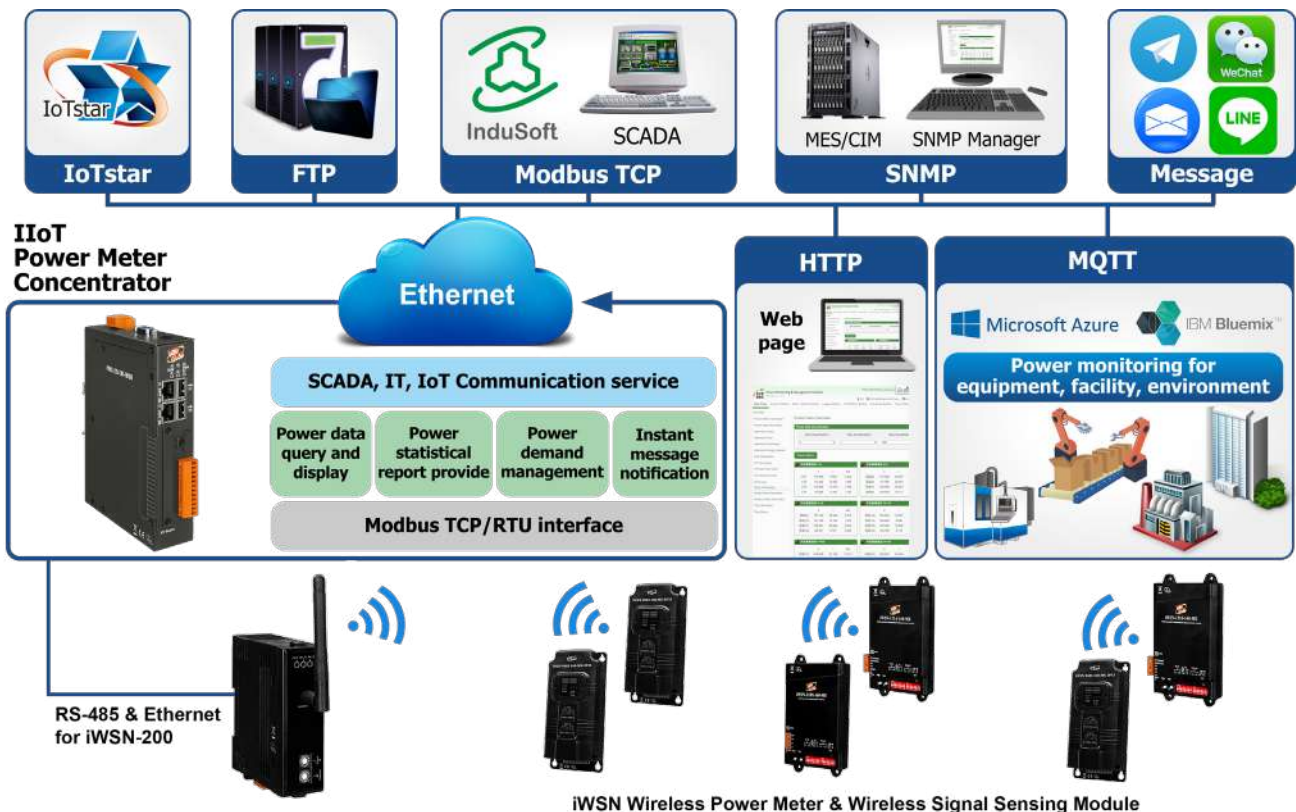 IoTstar
IoTstar
FTP
InduSoft
SCADA
Modbus TCP
MES/CIM
SNMP Manager
SNMP
WeChat
LINE
Message
IIoT
Power Meter
Concentrator
Ethernet
SCADA, IT, IoT Communication service
Power data
query and
display
Power
statistical
report provide
Power
demand
management
Instant
message
notification
Modbus TCP/RTU interface
HTTP
Web
page
MQTT
Microsoft Azure
IBM Bluemix™
Power monitoring for
equipment, facility, environment
RS-485 & Ethernet
for iWSN-200
iWSN Wireless Power Meter & Wireless Signal Sensing Module